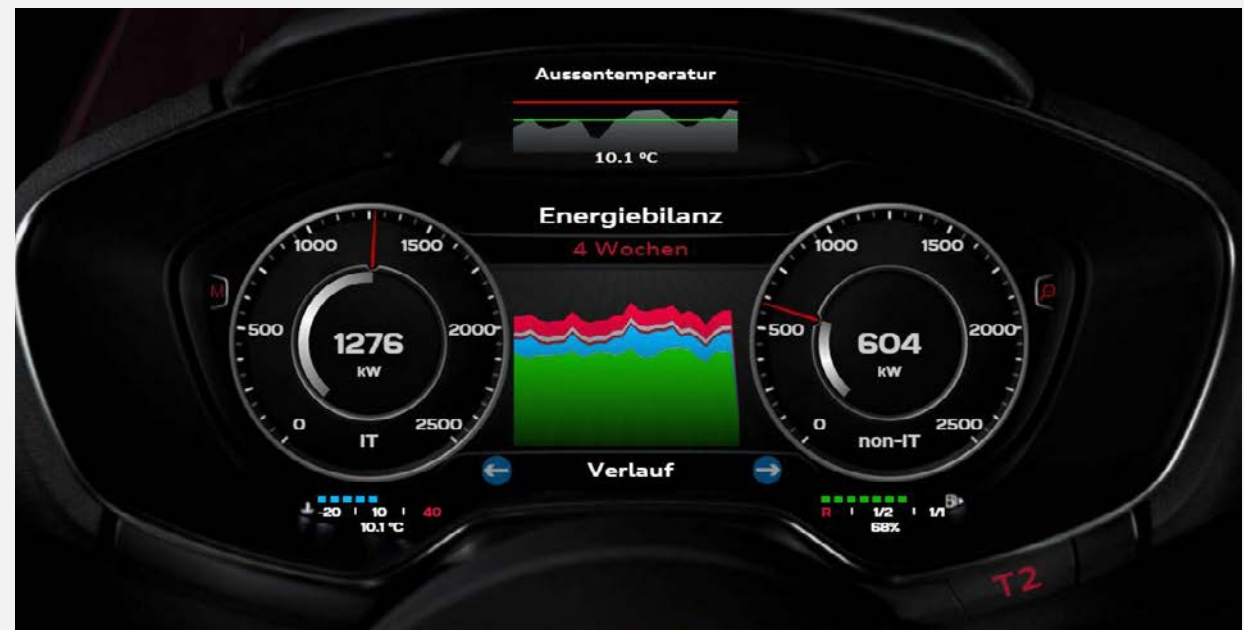 Aussentemperatur
10.1 ºC
Energiebilanz
4 Wochen
1000 1500
500 2000
1276
kW
0 2500
IT
1000 1500
500 2000
604
kW
0 2500
non-IT
M
Verlauf
-20 10 40
10.1 °C
R 1/2 1/1
68%
T2